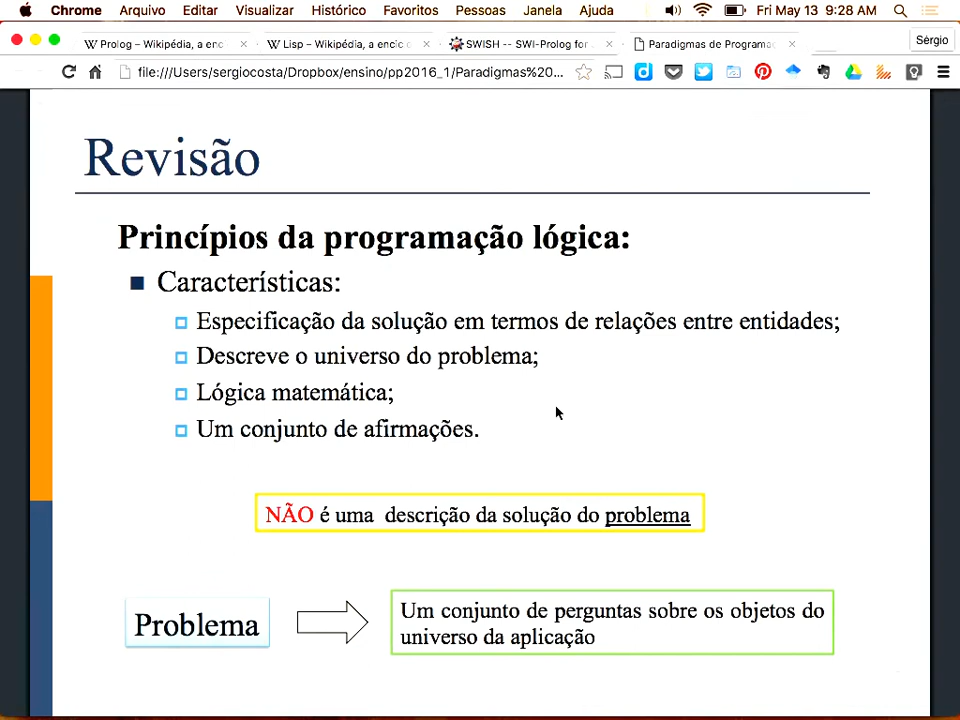 Chrome Arquivo Editar Visualizar Histórico Favoritos Pessoas Janela Ajuda Fri May 13 9:28 AM
Prolog – Wikipédia, a enc Lisp – Wikipédia, a encic SWISH -- SWI-Prolog for Paradigmas de Programa Sérgio
file:///Users/sergiocosta/Dropbox/ensino/pp2016_1/Paradigmas%20...
Revisão
Princípios da programação lógica:
Características:
Especificação da solução em termos de relações entre entidades;
Descreve o universo do problema;
Lógica matemática;
Um conjunto de afirmações.
NÃO é uma descrição da solução do problema
Problema
Um conjunto de perguntas sobre os objetos do
universo da aplicação